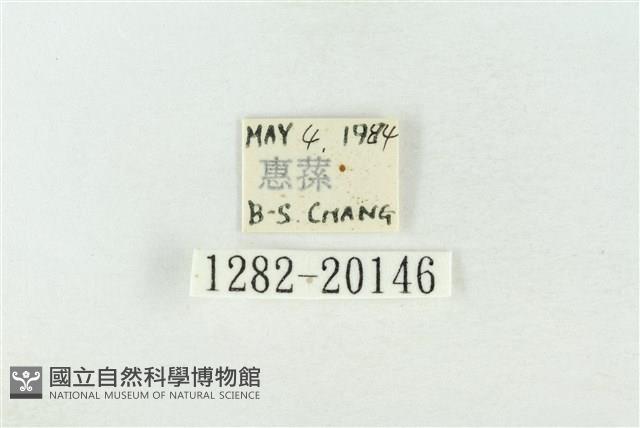 MAY 4, 1984
惠蓀
B-S. CHANG
1282-20146
國立自然科學博物館
NATIONAL MUSEUM OF NATURAL SCIENCE